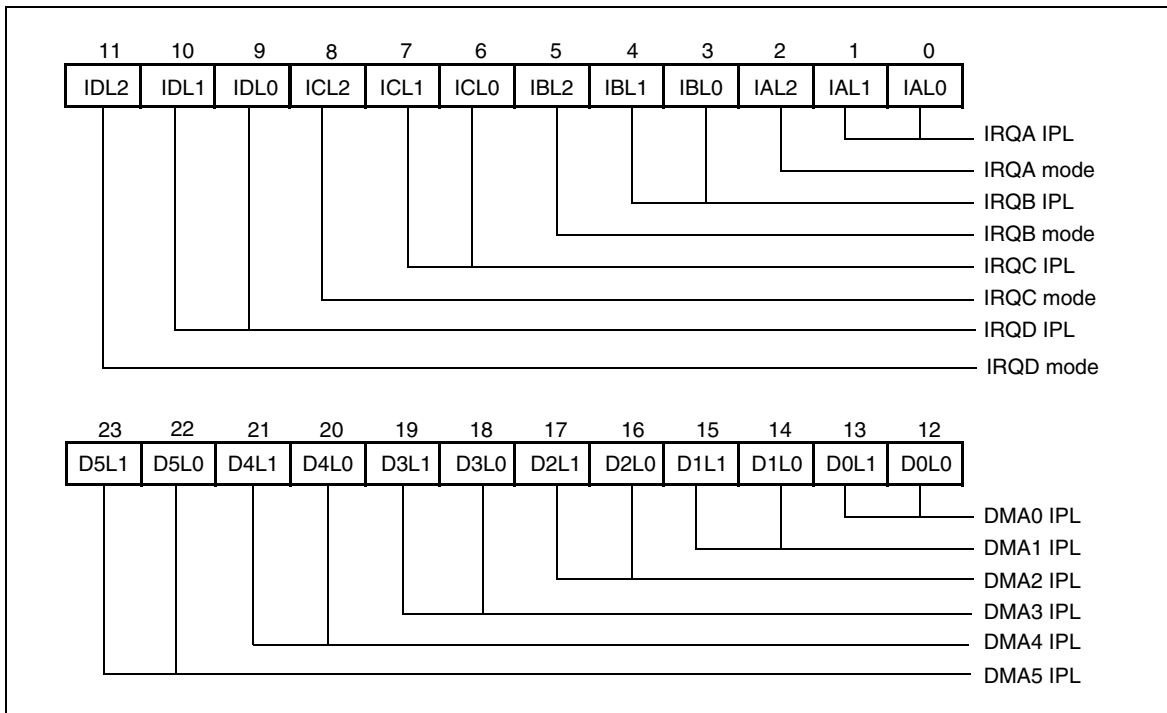 11 10 9 8 7 6 5 4 3 2 1 0
IDL2 IDL1 IDL0 ICL2 ICL1 ICL0 IBL2 IBL1 IBL0 IAL2 IAL1 IAL0
IRQA IPL
IRQA mode
IRQB IPL
IRQB mode
IRQC IPL
IRQC mode
IRQD IPL
IRQD mode
23 22 21 20 19 18 17 16 15 14 13 12
D5L1 D5L0 D4L1 D4L0 D3L1 D3L0 D2L1 D2L0 D1L1 D1L0 D0L1 D0L0
DMA0 IPL
DMA1 IPL
DMA2 IPL
DMA3 IPL
DMA4 IPL
DMA5 IPL